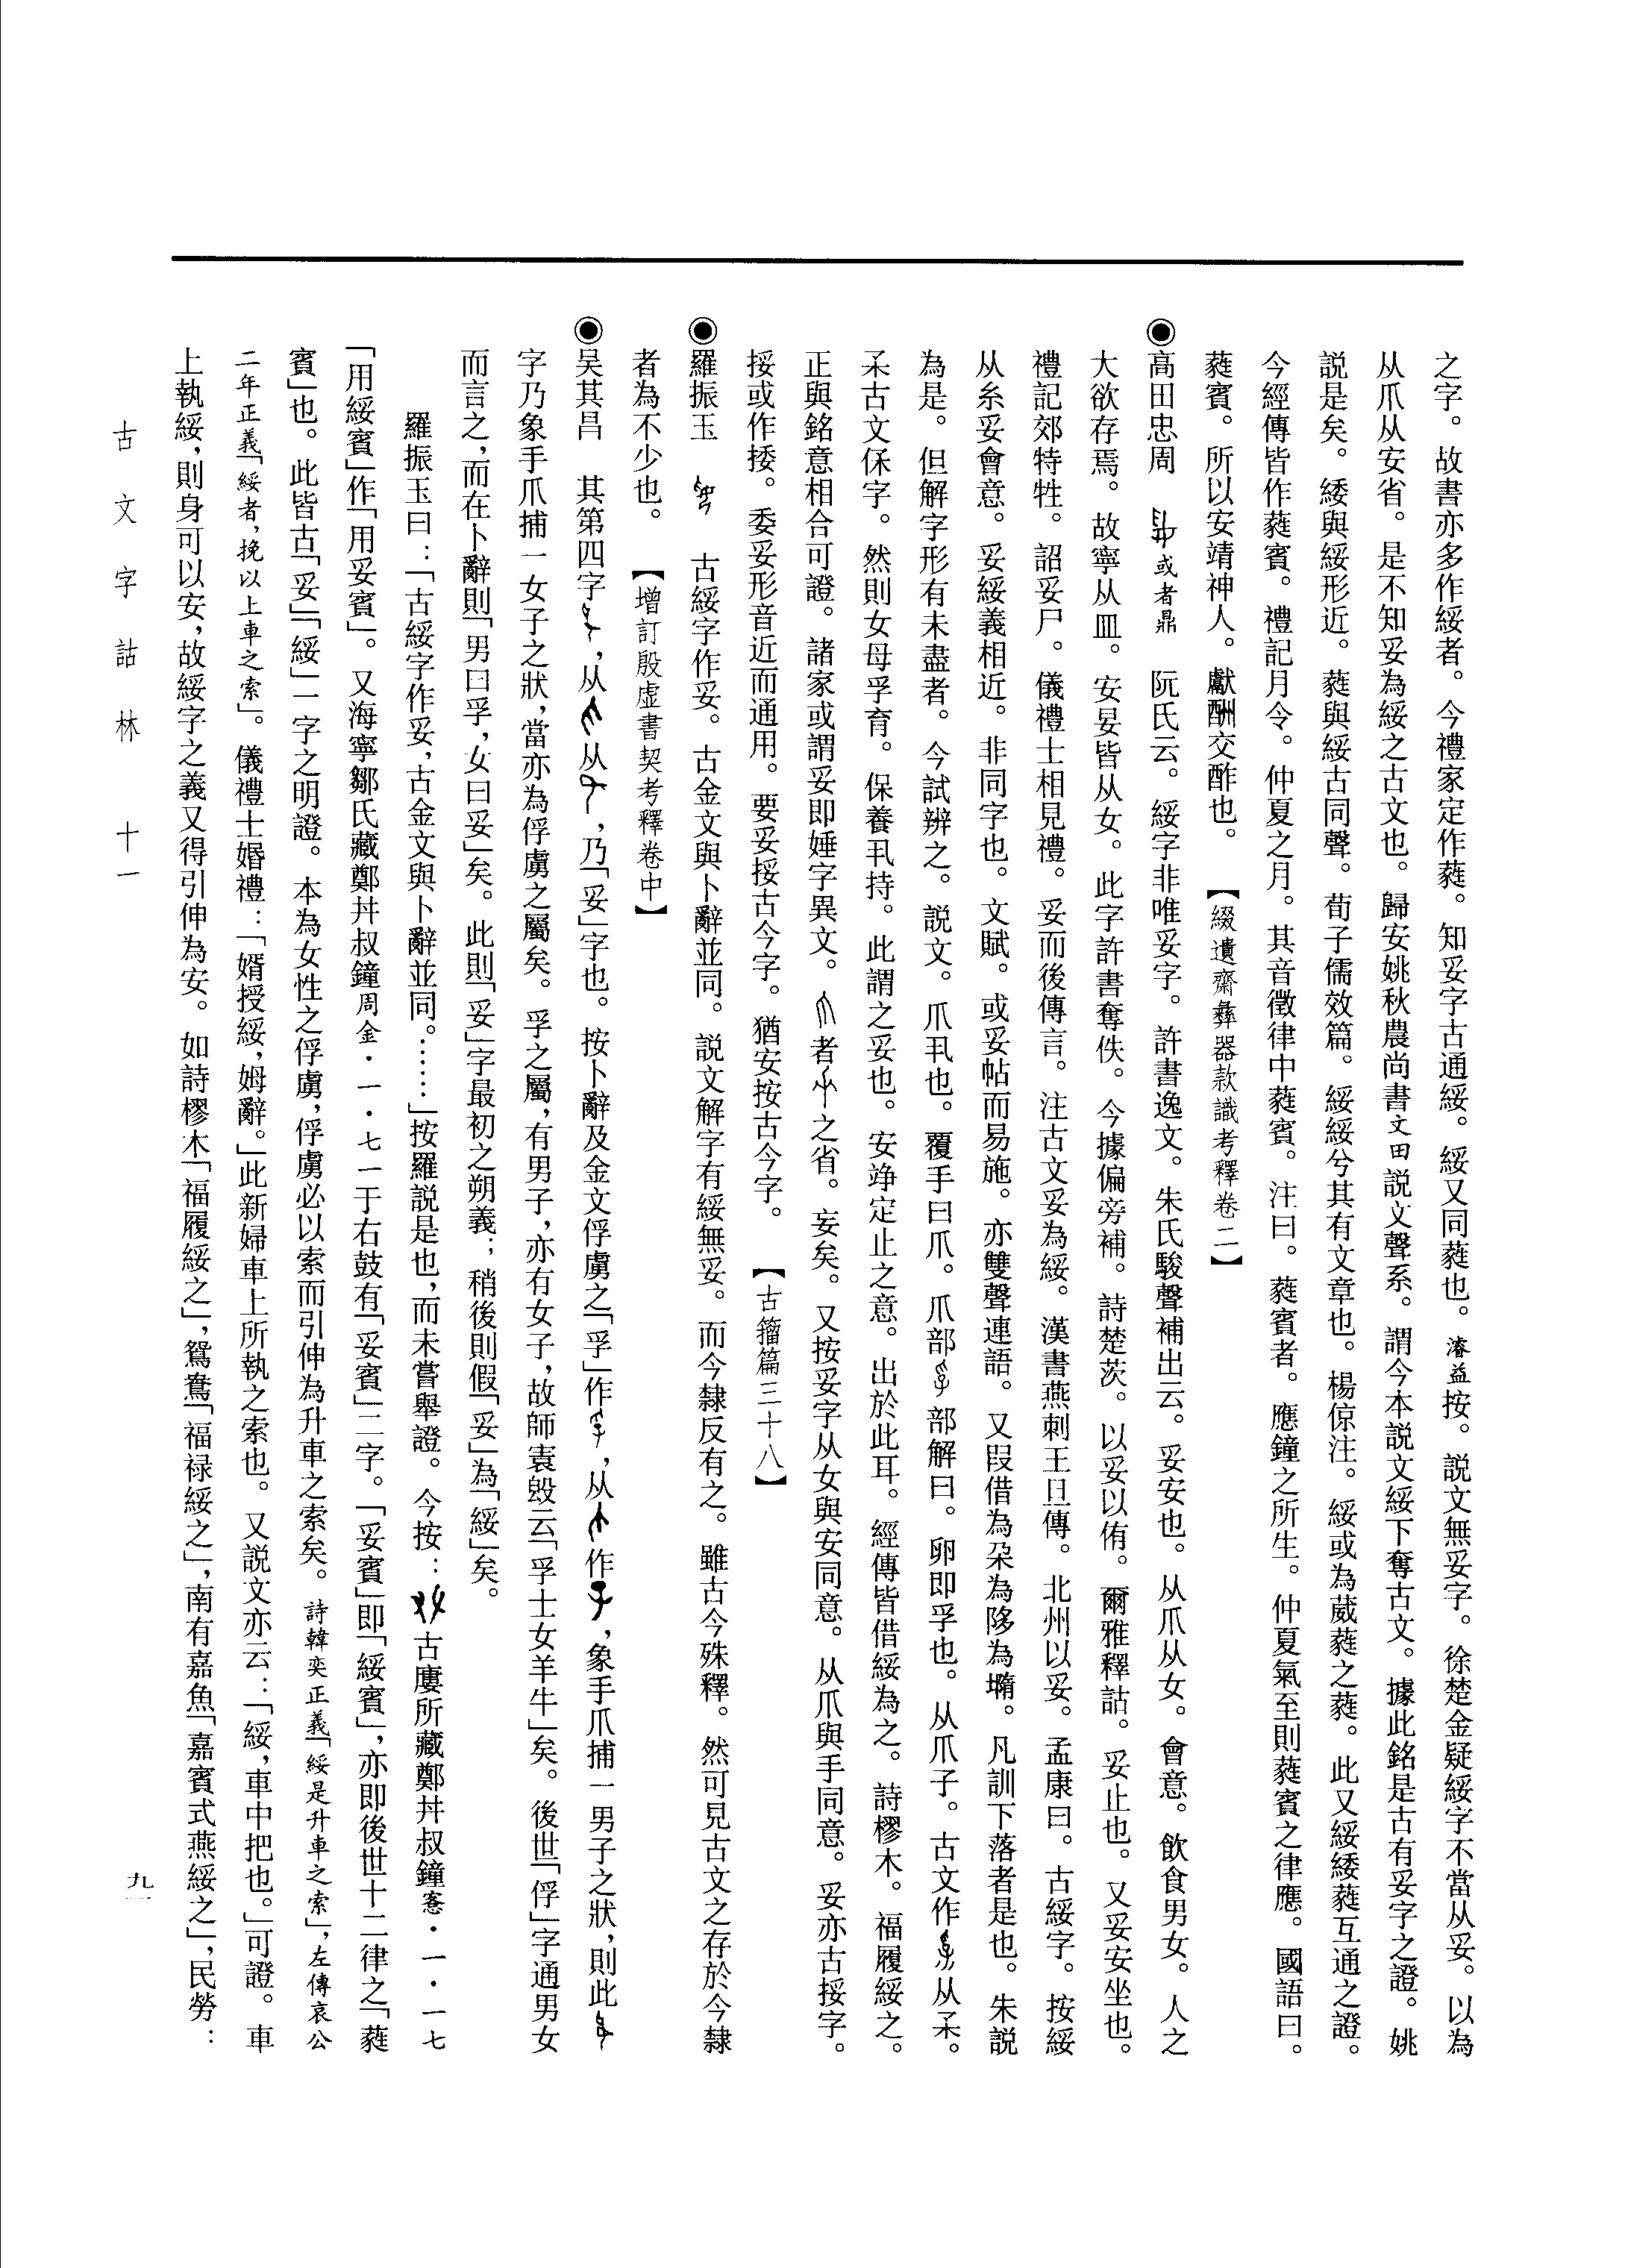 之字。故書亦多作綏者。今禮家定作蕤。知妥字古通綏。綏又同蕤也。濬益按。説文無妥字。徐楚金疑綏字不當从妥。以為
从爪从安省。是不知妥為綏之古文也。歸安姚秋農尚書文田説文聲系。謂今本説文綏下奪古文。據此銘是古有妥字之證。姚
説是矣。緌與綏形近。蕤與綏古同聲。荀子儒效篇。綏綏兮其有文章也。楊倞注。綏或為葳蕤之蕤。此又綏緌蕤互通之證。
今經傳皆作蕤賓。禮記月令。仲夏之月。其音徵律中蕤賓。注曰。蕤賓者。應鐘之所生。仲夏氣至則蕤賓之律應。國語曰。
蕤賓。所以安靖神人。獻酬交酢也。【綴遺齋彝器款識考釋卷二】
◉高田忠周　或者鼎　阮氏云。綏字非唯妥字。許書逸文。朱氏駿聲補出云。妥安也。从爪从女。會意。飲食男女。人之
大欲存焉。故寧从皿。安妟皆从女。此字許書奪佚。今據偏旁補。詩楚茨。以妥以侑。爾雅釋詁。妥止也。又妥安坐也。
禮記郊特牲。詔妥尸。儀禮士相見禮。妥而後傳言。注古文妥為綏。漢書燕刺王旦傳。北州以妥。孟康曰。古綏字。按綏
从糸妥會意。妥綏義相近。非同字也。文賦。或妥帖而易施。亦雙聲連語。又叚借為朶為陊為墮。凡訓下落者是也。朱説
為是。但解字形有未盡者。今試辨之。説文。爪丮也。覆手曰爪。爪部部解曰。卵即孚也。从爪子。古文作从𤓽。
𤓽古文保字。然則女母孚育。保養丮持。此謂之妥也。安竫定止之意。出於此耳。經傳皆借綏為之。詩樛木。福履綏之。
正與銘意相合可證。諸家或謂妥即娷字異文。者之省。妄矣。又按妥字从女與安同意。从爪與手同意。妥亦古挼字。
挼或作捼。委妥形音近而通用。要妥挼古今字。猶安按古今字。【古籀篇三十八】
◉羅振玉　古綏字作妥。古金文與卜辭並同。説文解字有綏無妥。而今隸反有之。雖古今殊釋。然可見古文之存於今隸
者為不少也。【增訂殷虛書契考釋卷中】
◉吴其昌　其第四字，从从，乃「妥」字也。按卜辭及金文俘虜之「孚」作，从作，象手爪捕一男子之狀，則此
字乃象手爪捕一女子之狀，當亦為俘虜之屬矣。孚之屬，有男子，亦有女子，故師袁毁云「孚士女羊牛」矣。後世「俘」字通男女
而言之，而在卜辭則「男曰孚，女曰妥」矣。此則「妥」字最初之朔義；稍後則假「妥」為「綏」矣。
羅振玉曰：「古綏字作妥，古金文與卜辭並同。……」按羅説是也，而未嘗舉證。今按：古廔所藏鄭丼叔鐘愙·一·一七
「用綏賓」作「用妥賓」。又海寧鄒氏藏鄭丼叔鐘周金·一·七一于右鼓有「妥賓」二字。「妥賓」即「綏賓」，亦即後世十二律之「蕤
賓」也。此皆古「妥」「綏」一字之明證。本為女性之俘虜，俘虜必以索而引伸為升車之索矣。詩韓奕正義「綏是升車之索」，左傳哀公
二年正義「綏者，挽以上車之索」。儀禮士婚禮：「婿授綏，姆辭。」此新婦車上所執之索也。又説文亦云：「綏，車中把也。」可證。車
上執綏，則身可以安，故綏字之義又得引伸為安。如詩樛木「福履綏之」，鴛鴦「福禄綏之」，南有嘉魚「嘉賓式燕綏之」，民勞：
古文字詁林　十一